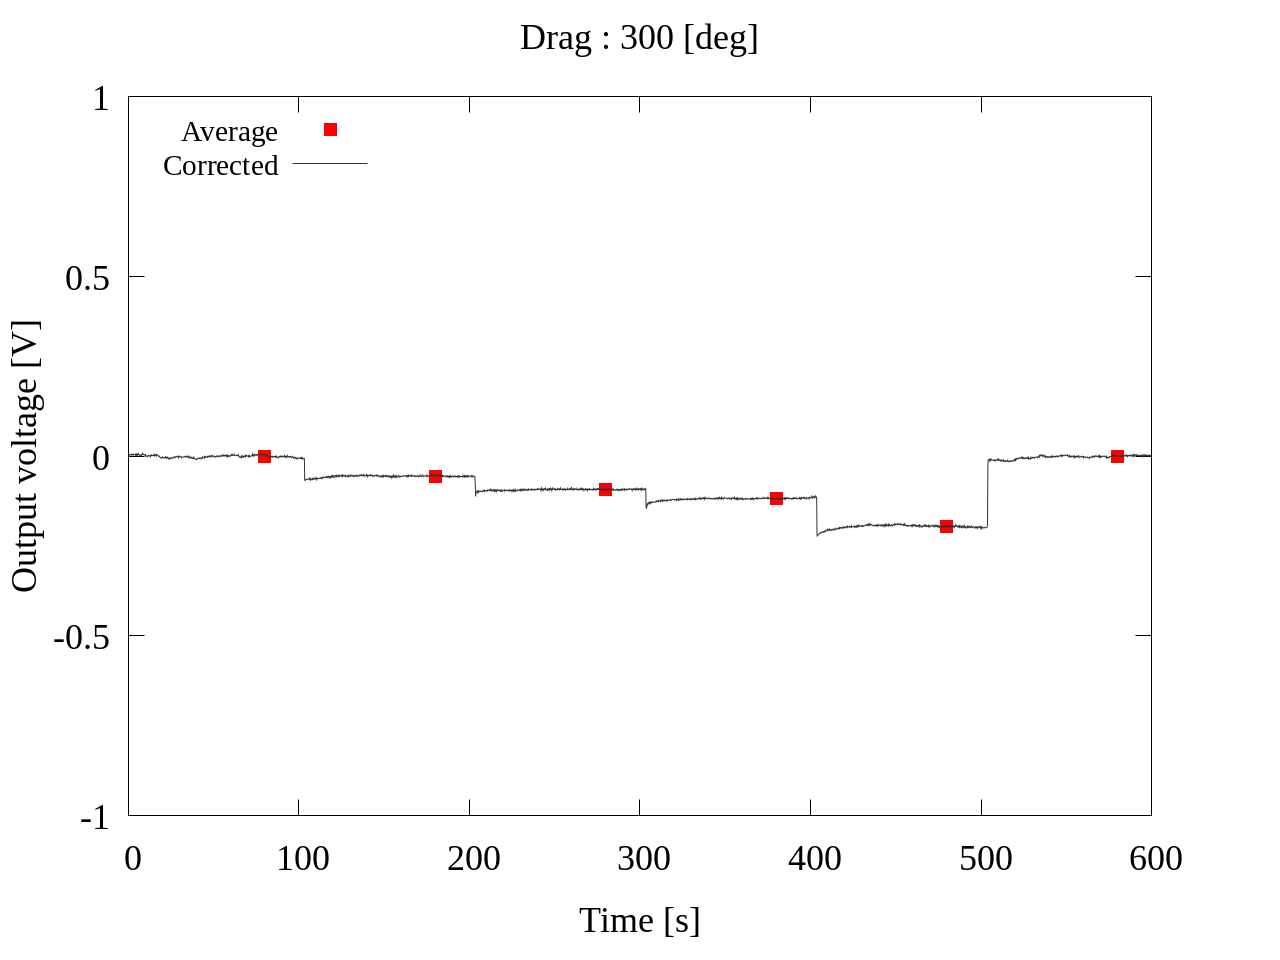 Drag : 300 [deg]
1
Average
Corrected
0.5
0
-0.5
-1
Output voltage [V]
0 100 200 300 400 500 600
Time [s]